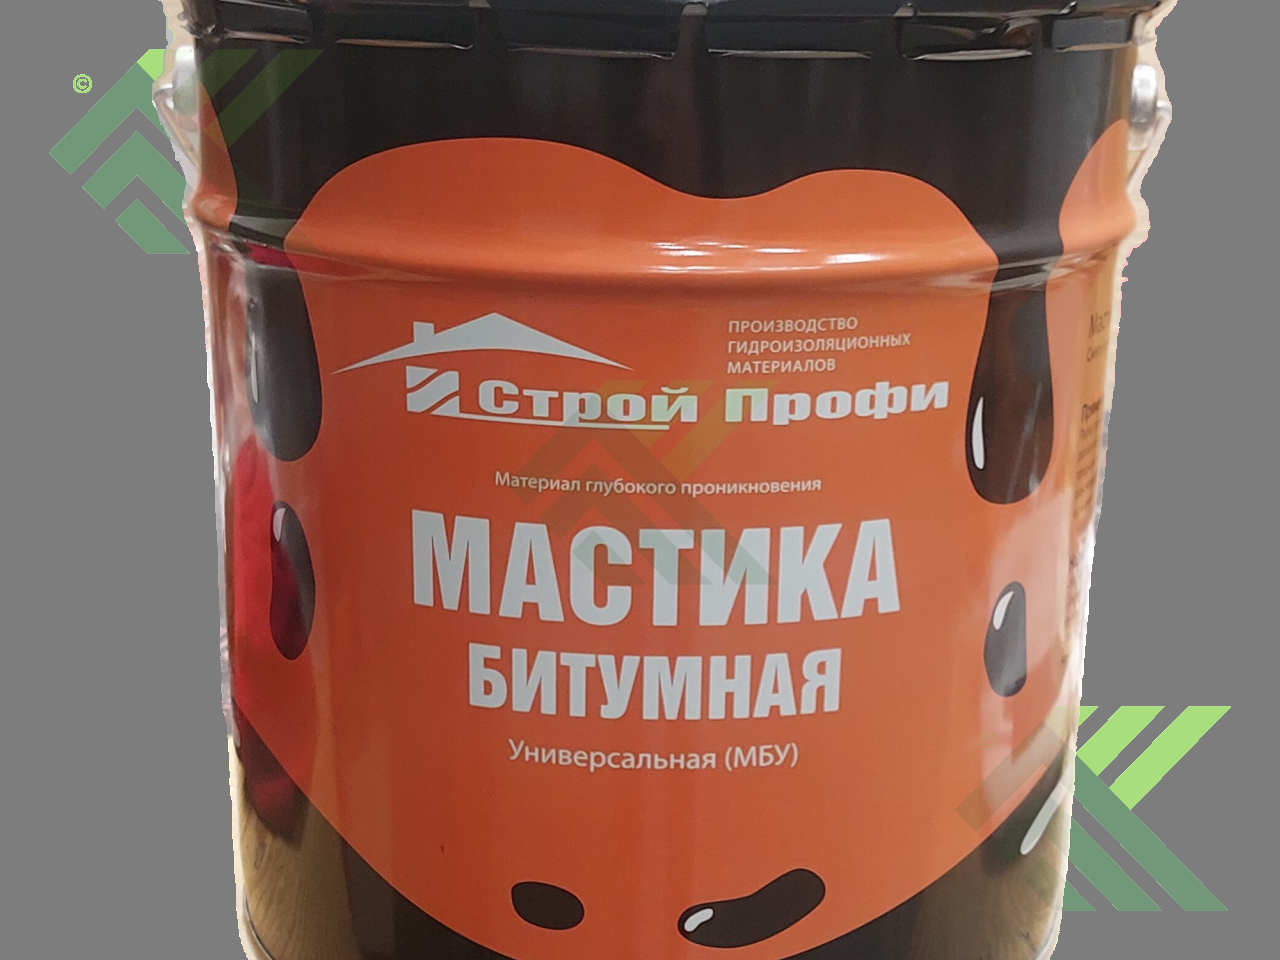 ©
ПРОИЗВОДСТВО
ГИДРОИЗОЛЯЦИОННЫХ
МАТЕРИАЛОВ
Строй Профи
Материал глубокого проникновения
МАСТИКА
БИТУМНАЯ
Универсальная (МБУ)